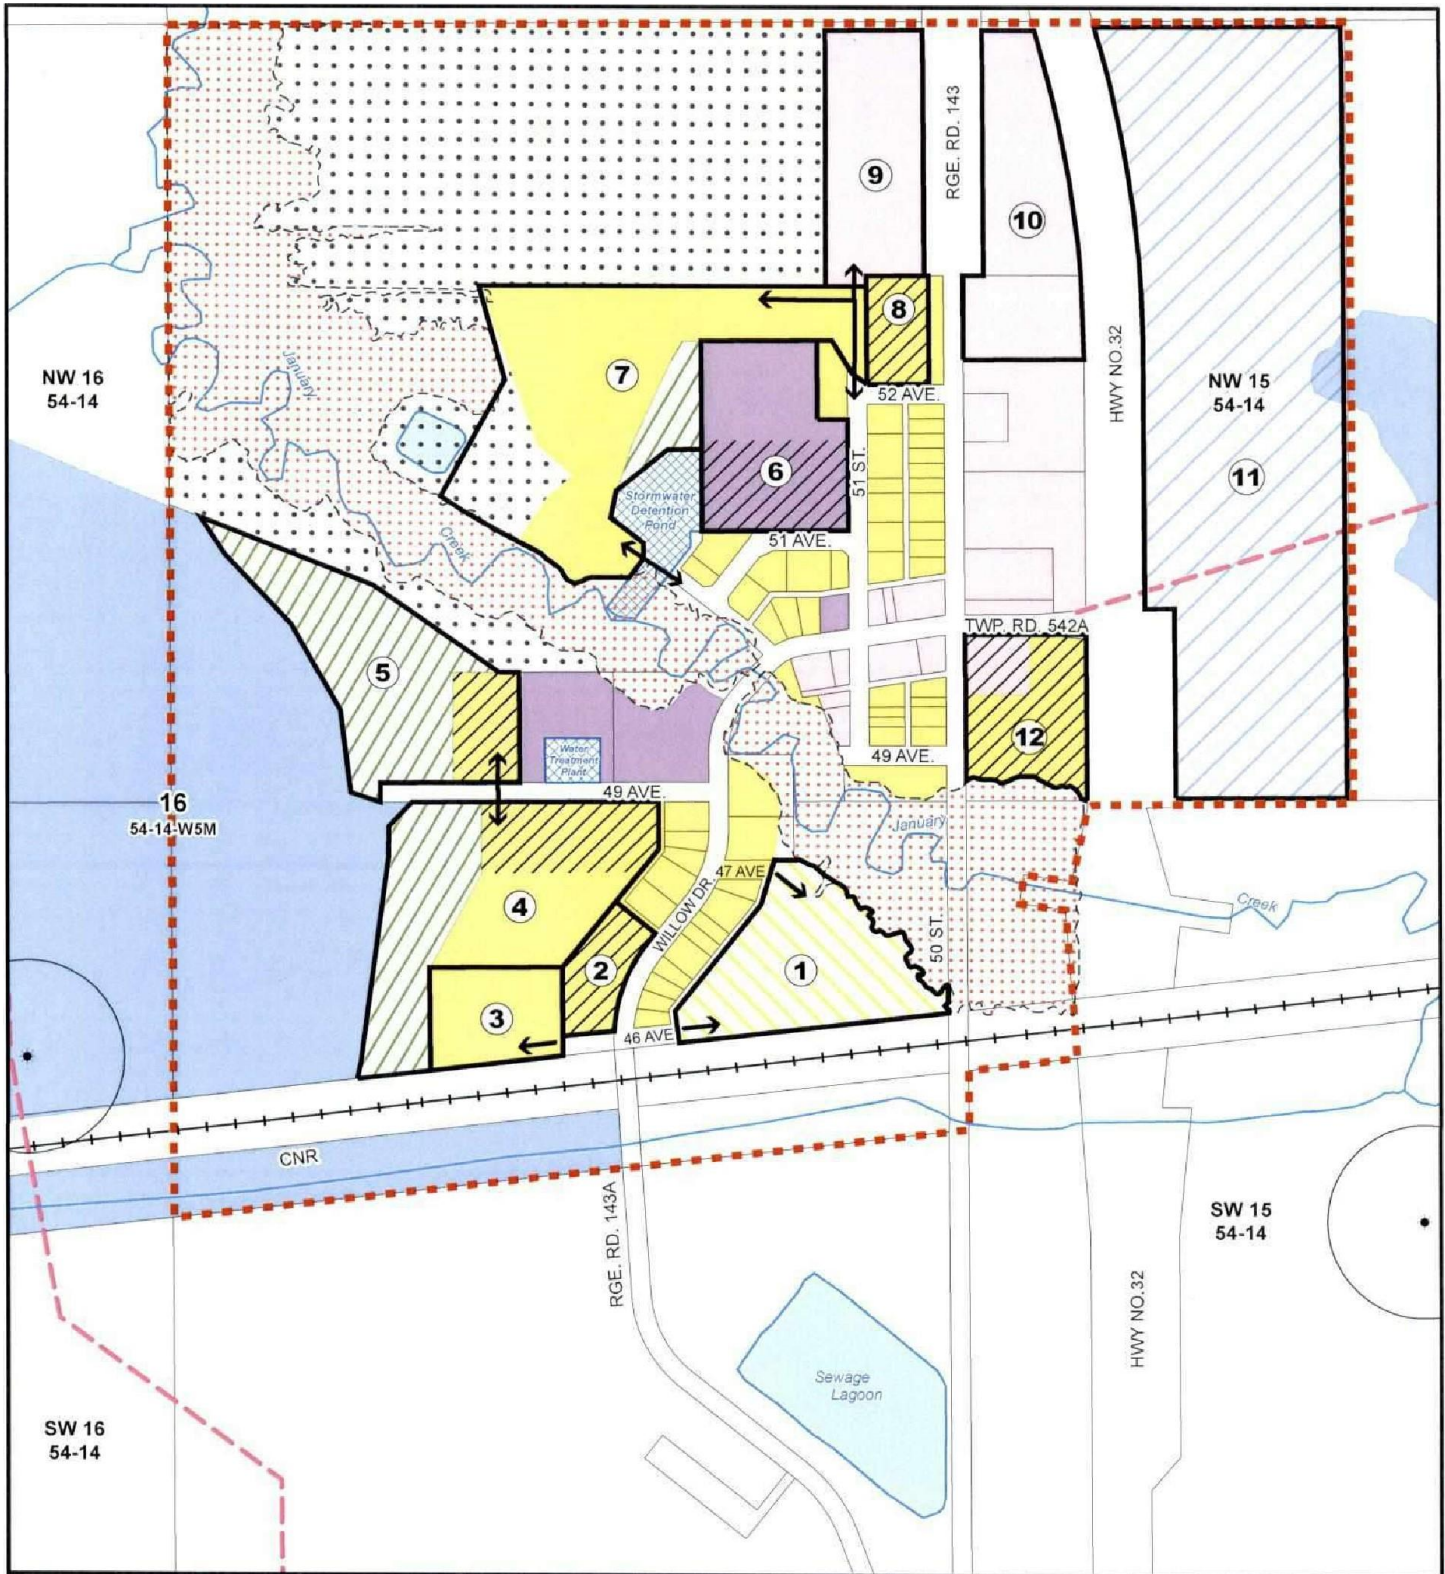 9
RGE. RD. 143
10
HWY NO.32
NW 16
54-14
January
7
8
52 AVE.
NW 15
54-14
11
6
51 ST.
Stormwater
Detention
Pond
Creek
51 AVE.
TWP. RD. 542A
5
12
Water
Treatment
Plant
49 AVE.
49 AVE.
16
54-14-W5M
January
47 AVE
4
WILLOW DR.
Creek
50 ST.
2
1
3
46 AVE
CNR
RGE. RD. 143A
SW 15
54-14
HWY NO.32
Sewage
Lagoon
SW 16
54-14